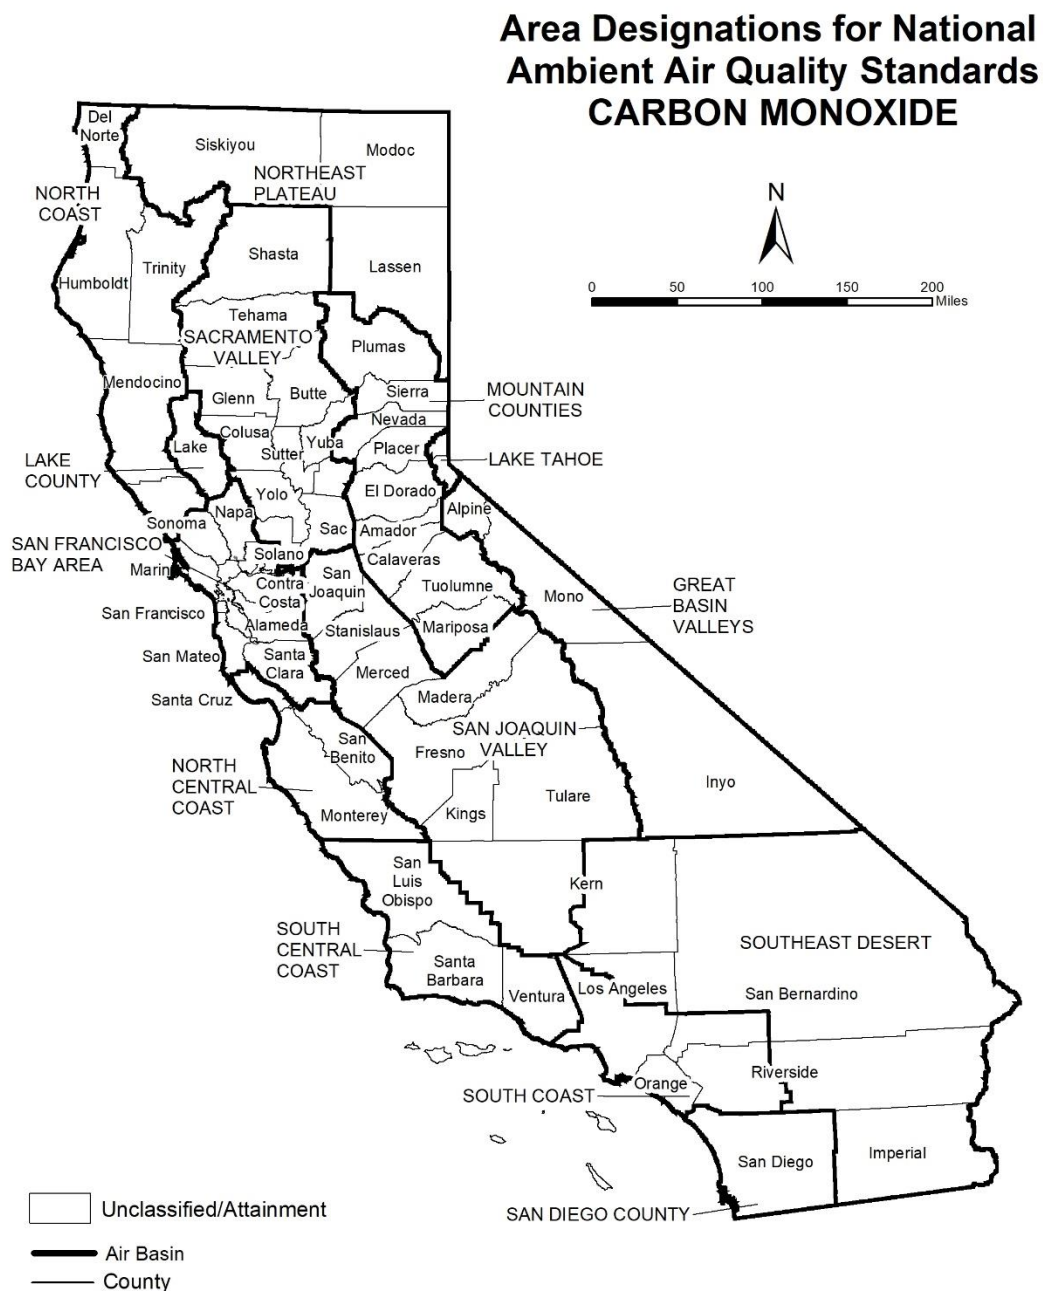 Area Designations for National
Ambient Air Quality Standards
CARBON MONOXIDE
Del
Norte
Siskiyou
Modoc
NORTHEAST
PLATEAU
NORTH
COAST
N
Shasta
Trinity
Lassen
Humboldt
0 50 100 150 200
Miles
Tehama
SACRAMENTO
VALLEY
Plumas
Mendocino
Glenn
Butte
Sierra
MOUNTAIN
COUNTIES
Nevada
Colusa
Yuba
Sutter
Placer
Lake
LAKE
COUNTY
LAKE TAHOE
Yolo
El Dorado
Napa
Alpine
Sonoma
Sac
Amador
SAN FRANCISCO
BAY AREA
Solano
Calaveras
Marin
Contra
Costa
San
Joaquin
Tuolumne
Mono
GREAT
BASIN
VALLEYS
San Francisco
Alameda
Stanislaus
Mariposa
San Mateo
Santa
Clara
Merced
Santa Cruz
Madera
SAN JOAQUIN
VALLEY
San
Benito
Fresno
NORTH
CENTRAL
COAST
Inyo
Tulare
Monterey
Kings
San
Luis
Obispo
Kern
SOUTH
CENTRAL
COAST
SOUTHEAST DESERT
Santa
Barbara
Ventura
Los Angeles
San Bernardino
Riverside
Orange
SOUTH COAST
Imperial
San Diego
SAN DIEGO COUNTY
Unclassified/Attainment
Air Basin
County